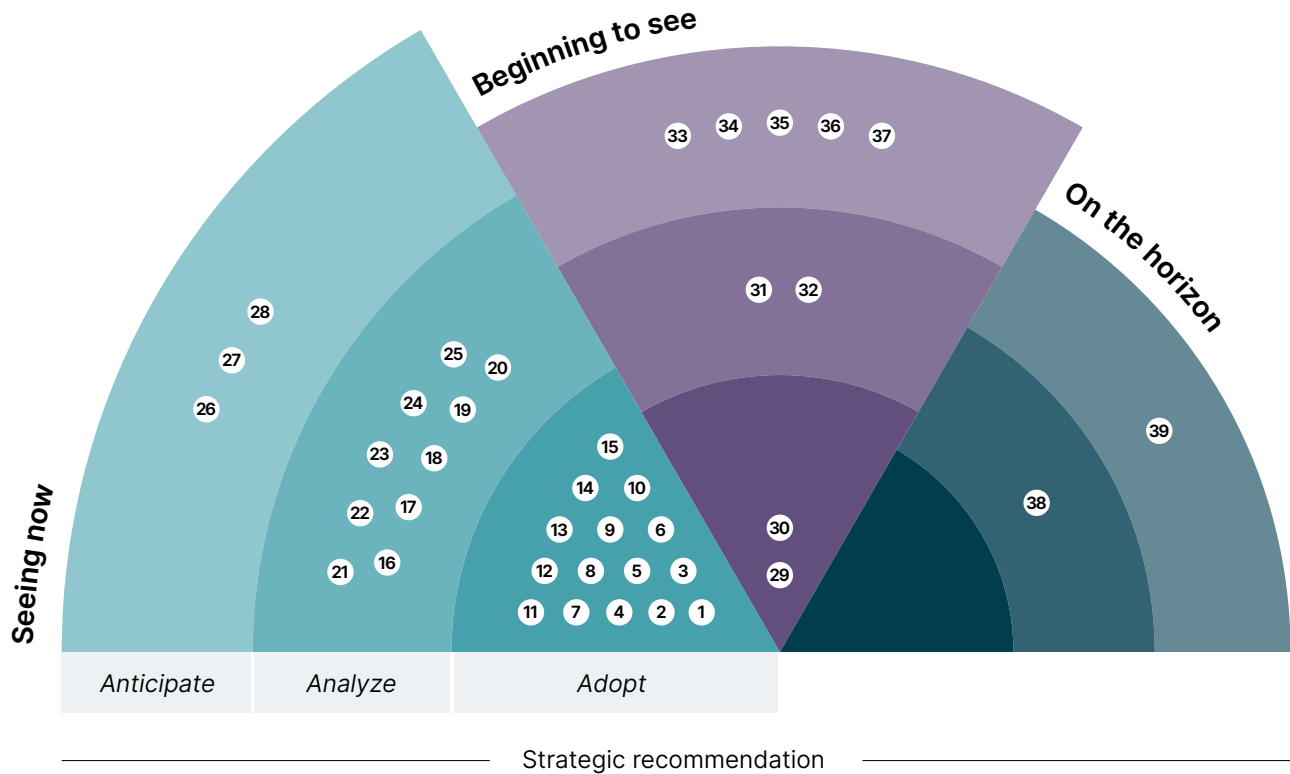 Beginning to see
33 34 35 36 37
On the horizon
31 32
28
27
26
25 20
24 19
23 18
22 17
21 16
39
38
15
14 10
13 9 6
12 8 5 3
11 7 4 2 1
30
29
Seeing now
Anticipate Analyze Adopt
Strategic recommendation